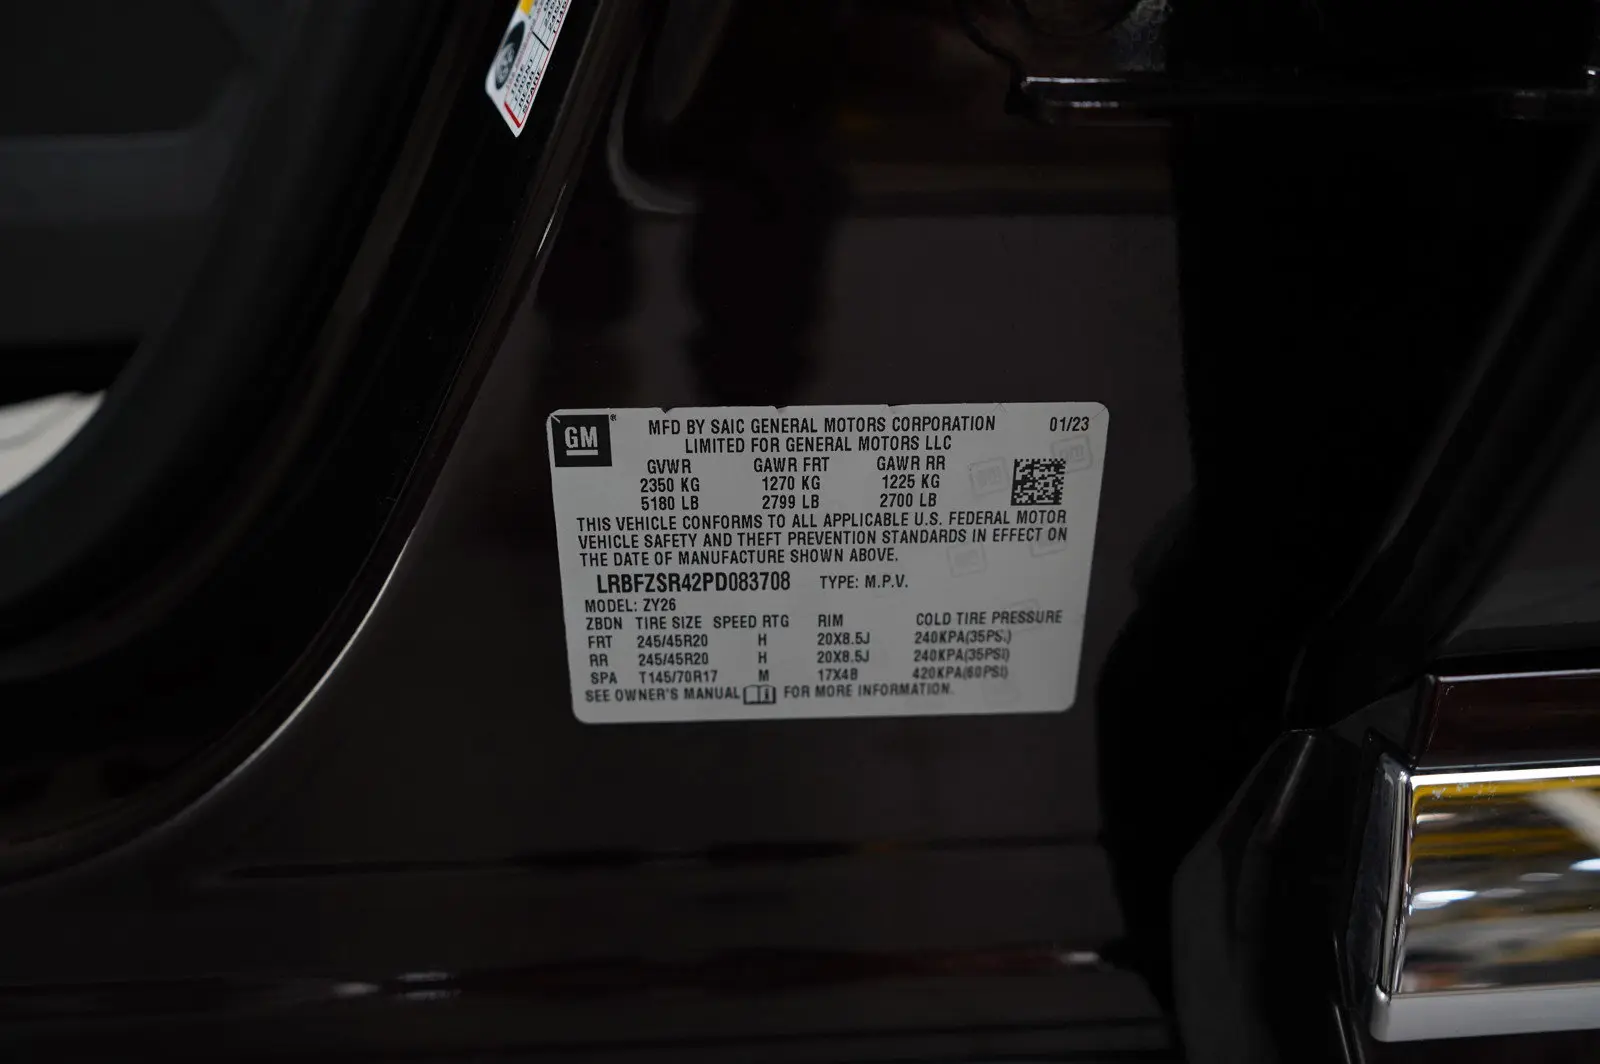 TIRE
REAR
SPARE
GM
MFD BY SAIC GENERAL MOTORS CORPORATION 01/23
LIMITED FOR GENERAL MOTORS LLC
GVWR GAWR FRT GAWR RR
2350 KG 1270 KG 1225 KG
5180 LB 2799 LB 2700 LB
THIS VEHICLE CONFORMS TO ALL APPLICABLE U.S. FEDERAL MOTOR
VEHICLE SAFETY AND THEFT PREVENTION STANDARDS IN EFFECT ON
THE DATE OF MANUFACTURE SHOWN ABOVE.
LRBFZSR42PD083708 TYPE: M.P.V.
MODEL: ZY26
ZBDN TIRE SIZE SPEED RTG RIM COLD TIRE PRESSURE
FRT 245/45R20 H 20X8.5J 240KPA(35PSI)
RR 245/45R20 H 20X8.5J 240KPA(35PSI)
SPA T145/70R17 M 17X4B 420KPA(60PSI)
SEE OWNER'S MANUAL FOR MORE INFORMATION.